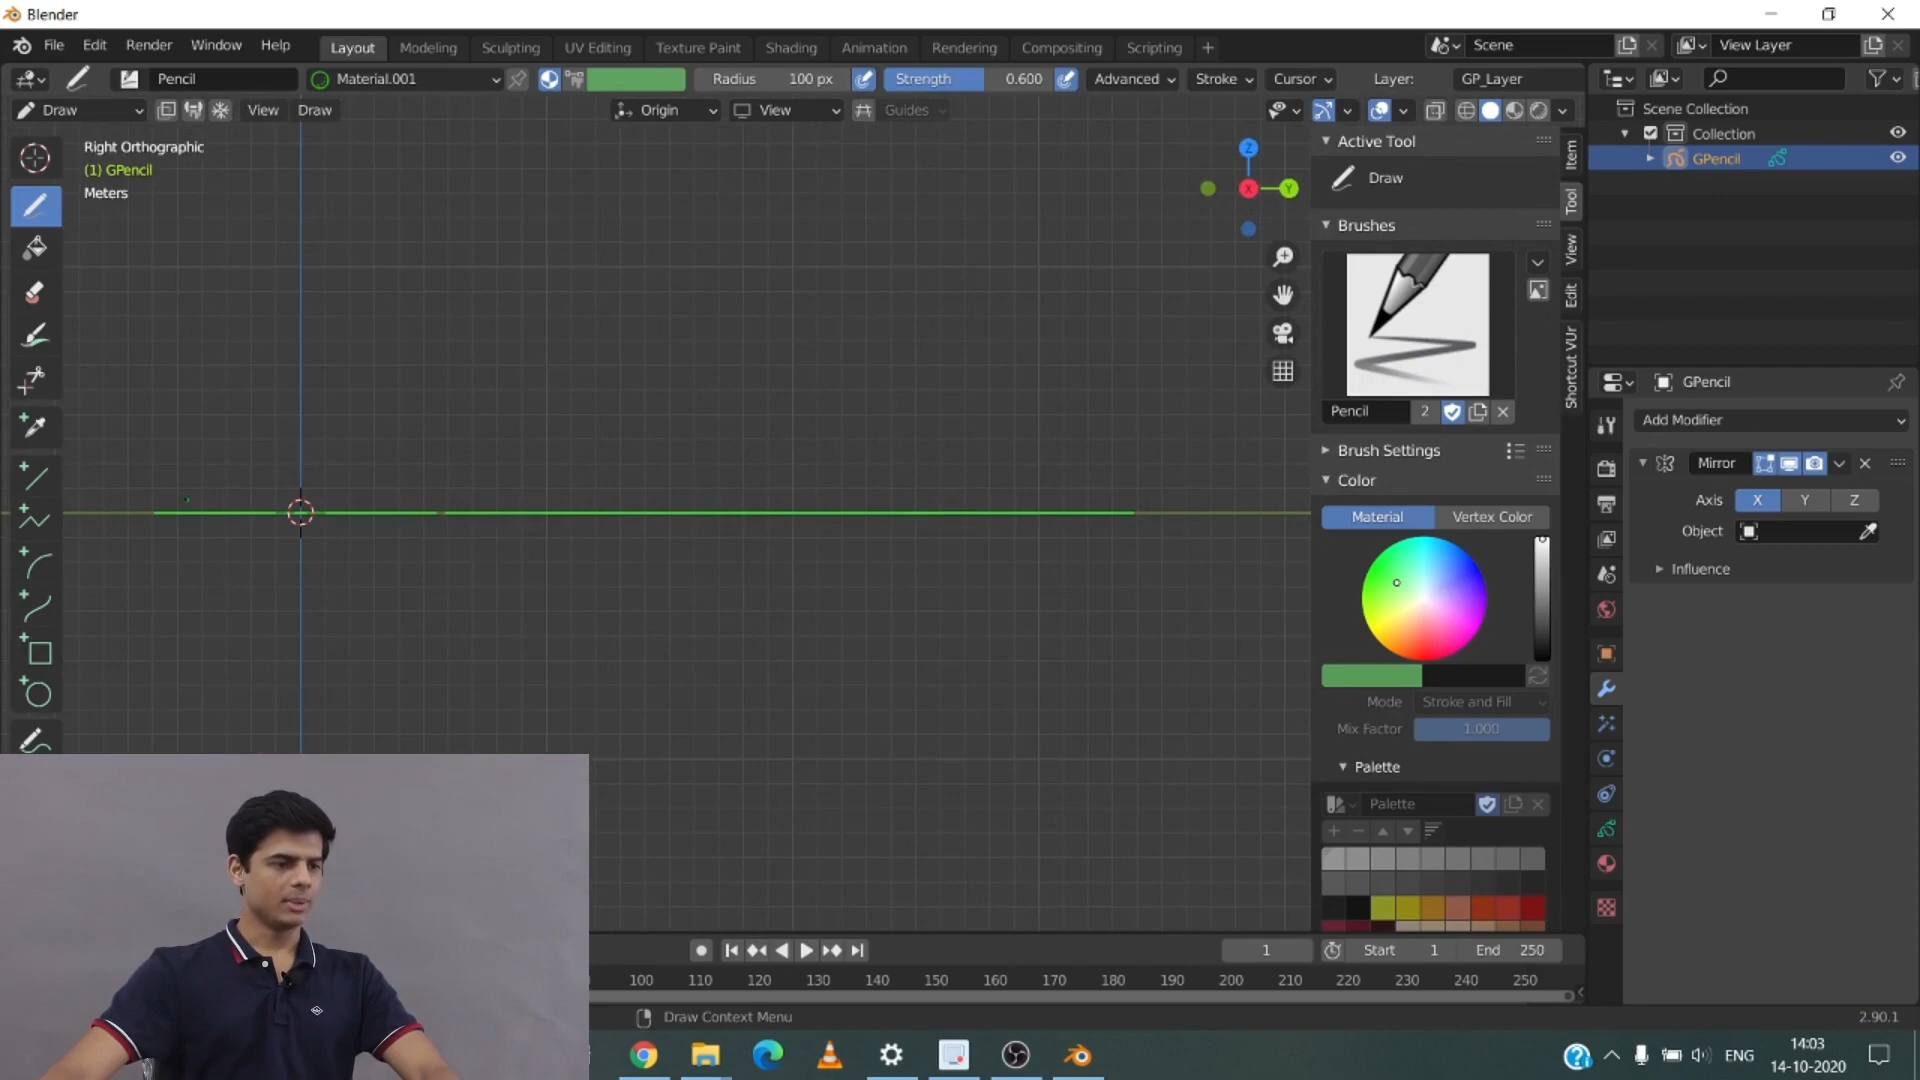 Blender
File Edit Render Window Help
Layout Modeling Sculpting UV Editing Texture Paint Shading Animation Rendering Compositing Scripting +
Scene
View Layer
Pencil
Material.001
Radius 100 px
Strength 0.600
Advanced
Stroke
Cursor
Layer: GP_Layer
Draw
View Draw
Origin
View
Guides
Right Orthographic
(1) GPencil
Meters
Z
X
Y
Active Tool
Draw
Brushes
Pencil 2
Brush Settings
Color
Material Vertex Color
Mode Stroke and Fill
Mix Factor 1.000
Palette
Palette
Item
Tool
View
Edit
Shortcut VUr
Scene Collection
Collection
GPencil
GPencil
Add Modifier
Mirror
Axis X Y Z
Object
Influence
1
Start 1 End 250
100 110 120 130 140 150 160 170 180 190 200 210 220 230 240 250
Draw Context Menu
2.90.1
ENG
14:03
14-10-2020